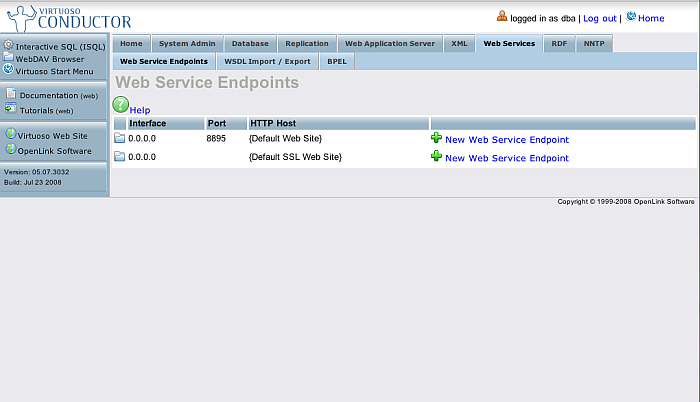 VIRTUOSO
CONDUCTOR
logged in as dba | Log out | Home
Interactive SQL (ISQL)
WebDAV Browser
Virtuoso Start Menu
Documentation (web)
Tutorials (web)
Virtuoso Web Site
OpenLink Software
Version: 05.07.3032
Build: Jul 23 2008
Home System Admin Database Replication Web Application Server XML Web Services RDF NNTP
Web Service Endpoints WSDL Import / Export BPEL
Web Service Endpoints
? Help
Interface Port HTTP Host
0.0.0.0 8895 {Default Web Site} New Web Service Endpoint
0.0.0.0 {Default SSL Web Site} New Web Service Endpoint
Copyright © 1999-2008 OpenLink Software